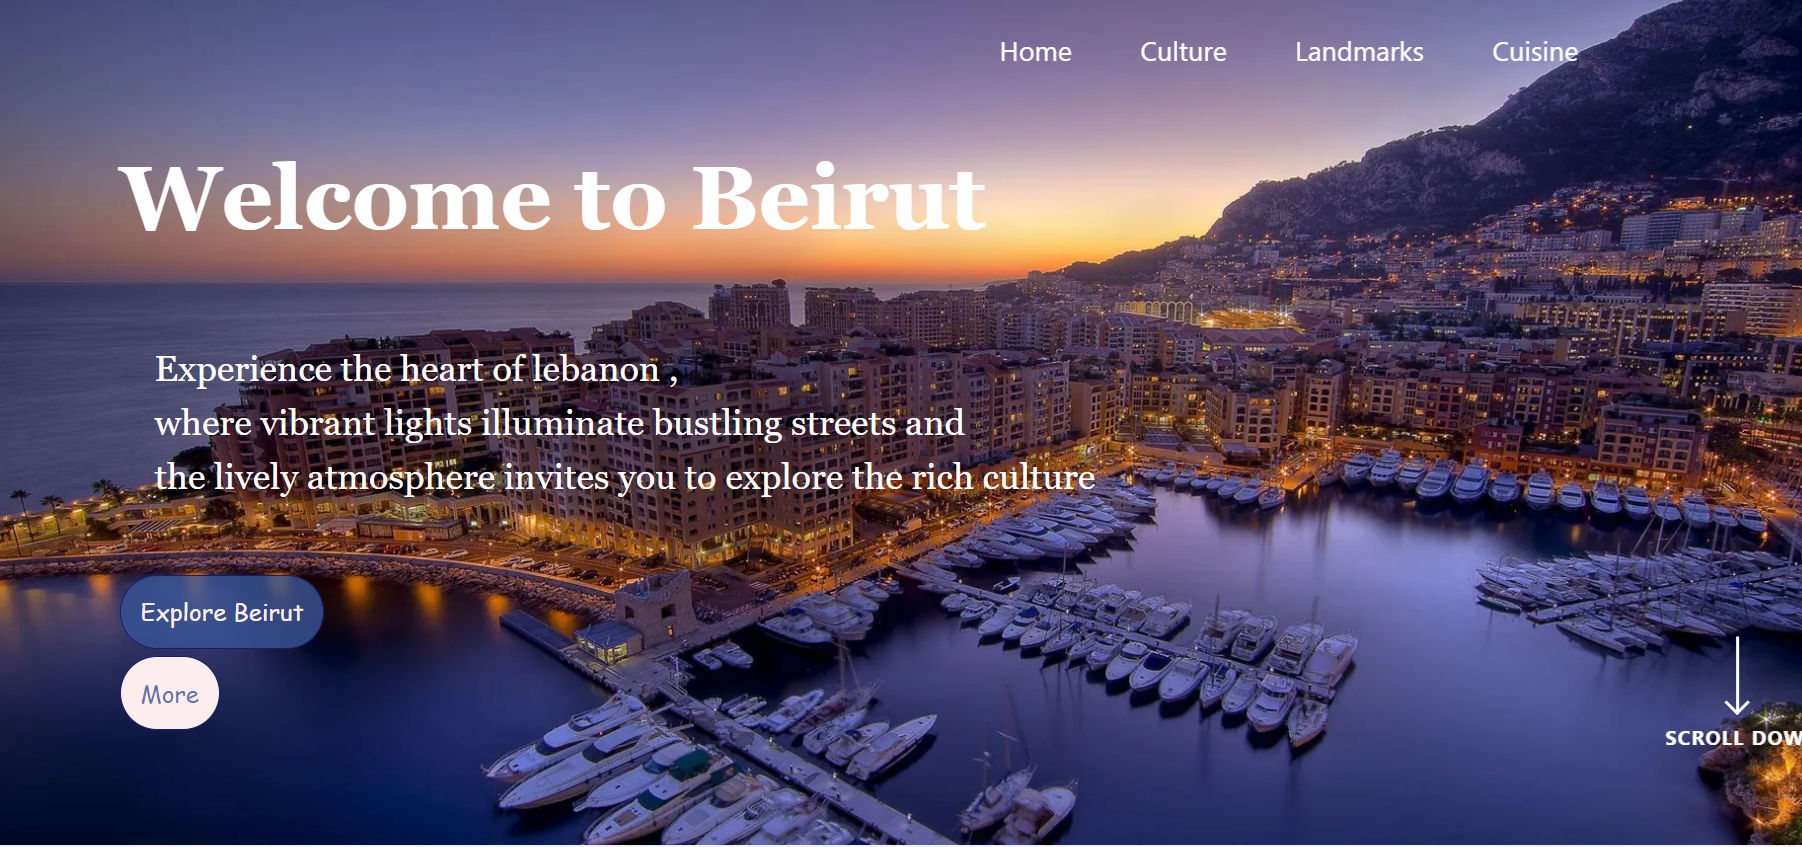 Home Culture Landmarks Cuisine
Welcome to Beirut
Experience the heart of lebanon ,
where vibrant lights illuminate bustling streets and
the lively atmosphere invites you to explore the rich culture
Explore Beirut
More
SCROLL DOW